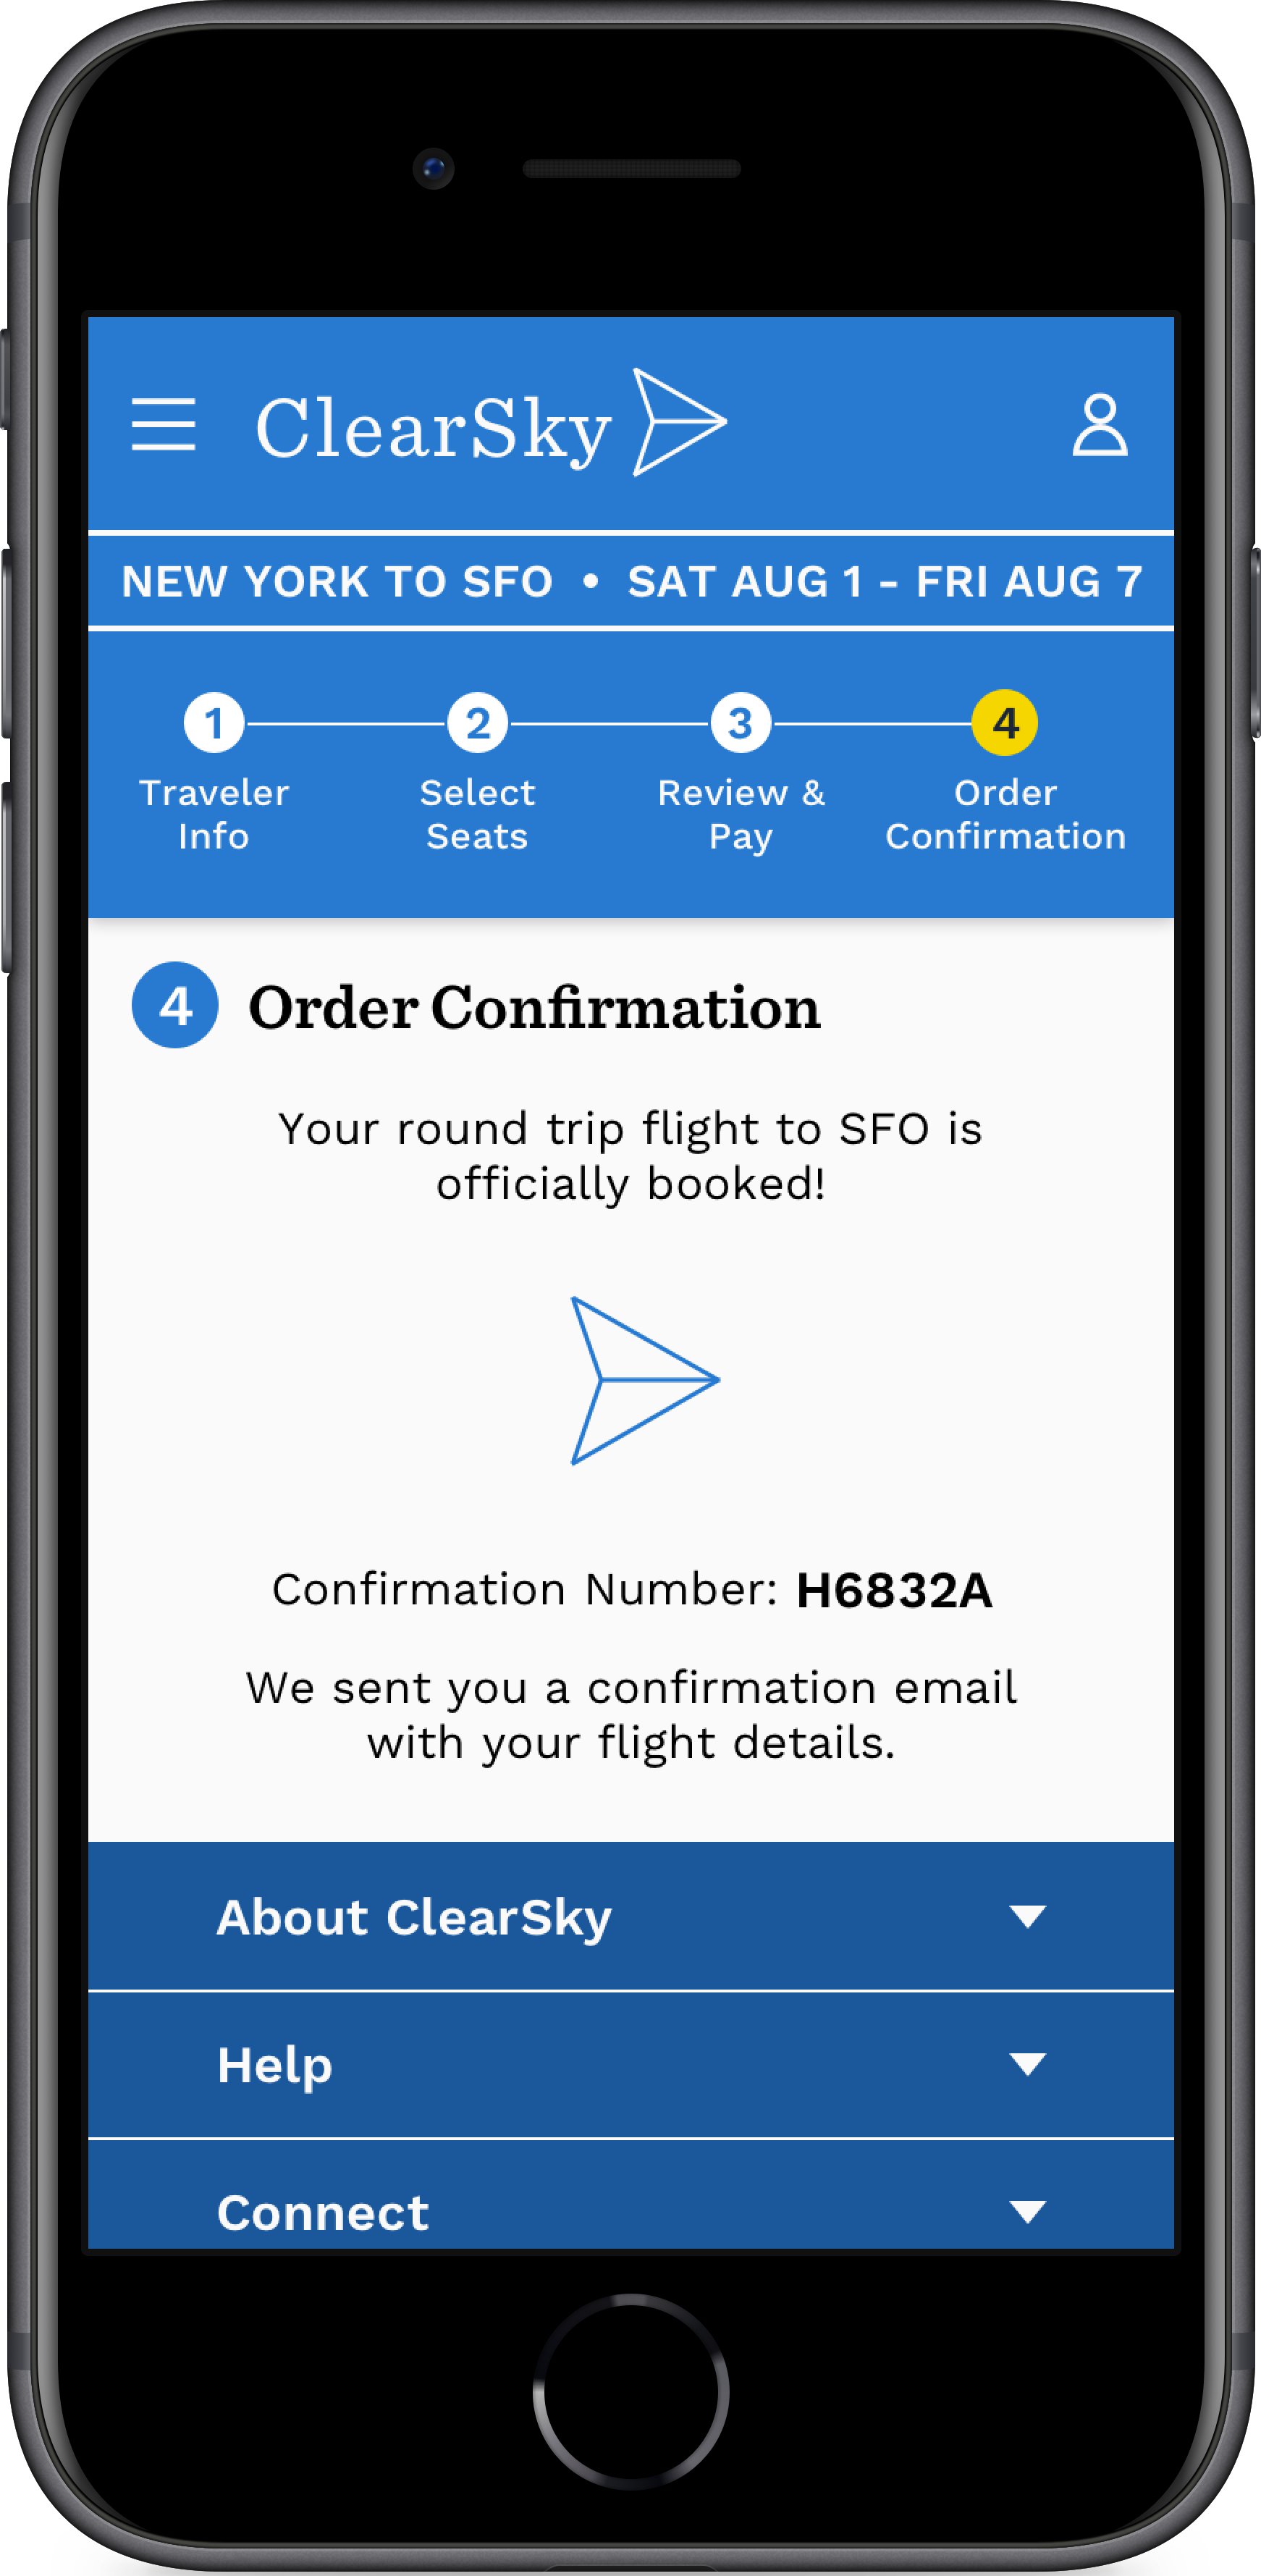 ClearSky
NEW YORK TO SFO • SAT AUG 1 - FRI AUG 7
1 2 3 4
Traveler Info
Select Seats
Review & Pay
Order Confirmation
4 Order Confirmation
Your round trip flight to SFO is
officially booked!
Confirmation Number: H6832A
We sent you a confirmation email
with your flight details.
About ClearSky
Help
Connect